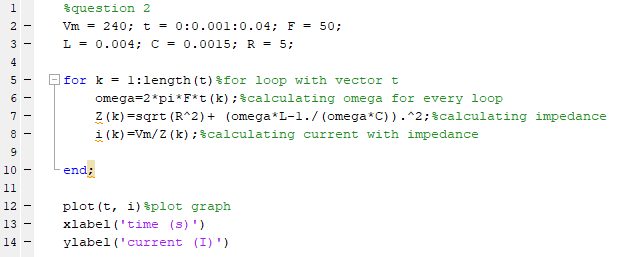 1 %question 2
2 - Vm = 240; t = 0:0.001:0.04; F = 50;
3 - L = 0.004; C = 0.0015; R = 5;
4
5 - for k = 1:length(t)%for loop with vector t
6 - omega=2*pi*F*t(k);%calculating omega for every loop
7 - Z(k)=sqrt(R^2)+ (omega*L-1./(omega*C)).^2;%calculating impedance
8 - i(k)=Vm/Z(k);%calculating current with impedance
9
10 - end;
11
12 - plot(t, i)%plot graph
13 - xlabel('time (s)')
14 - ylabel('current (I)')